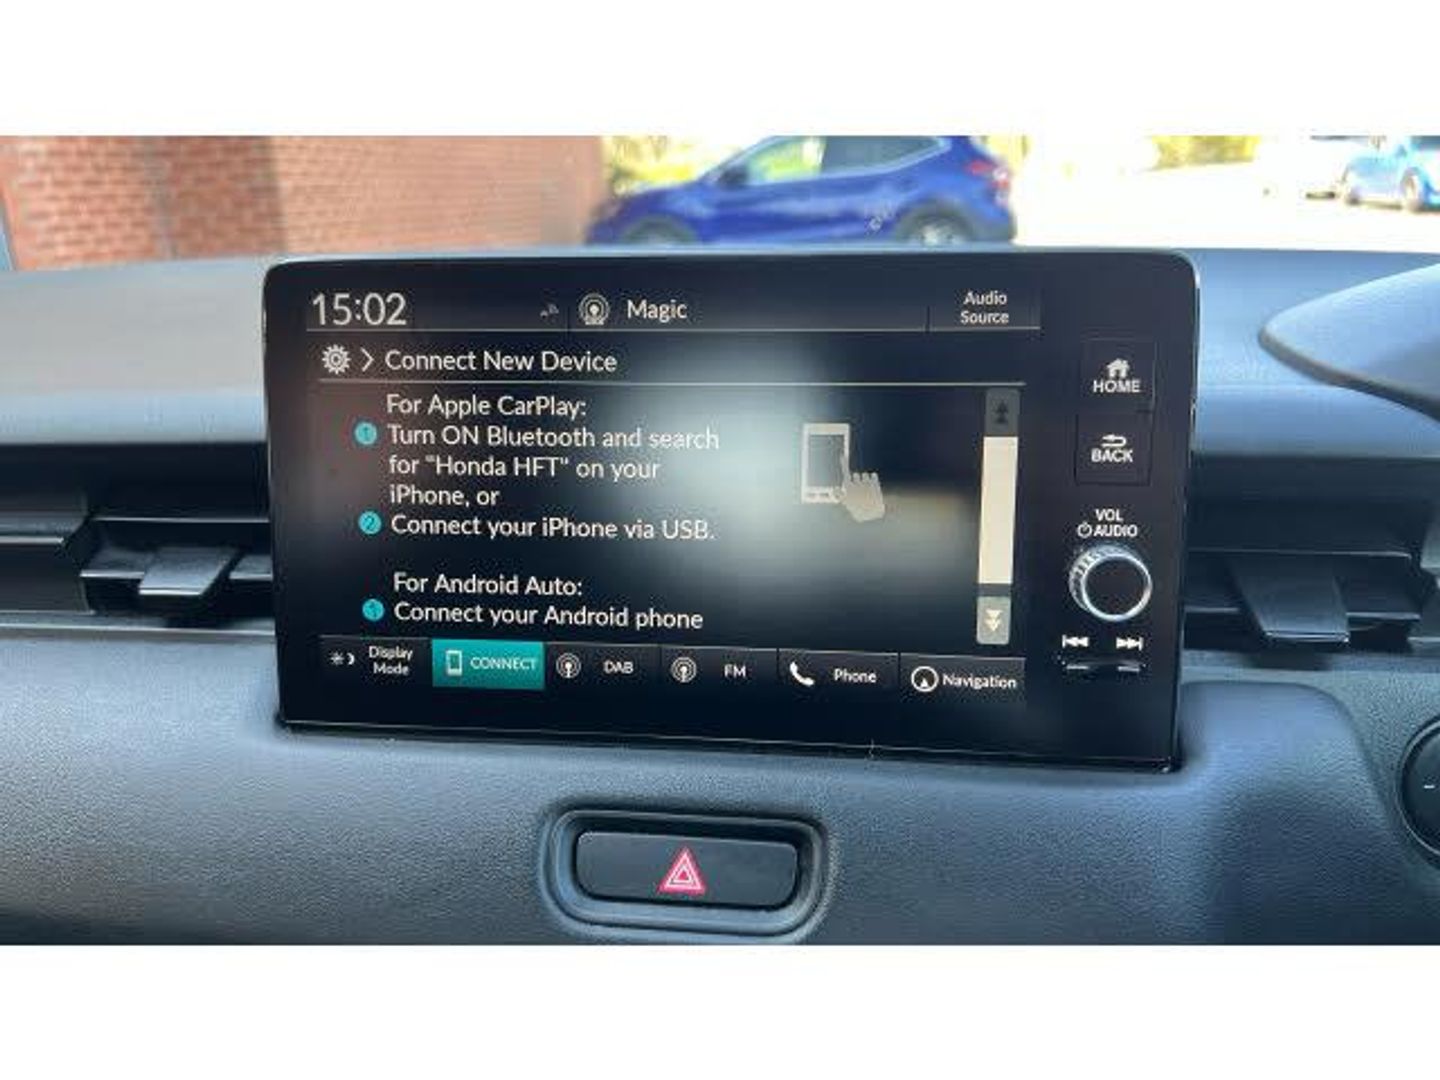 15:02 Magic Audio Source
Connect New Device
For Apple CarPlay:
1 Turn ON Bluetooth and search
for "Honda HFT" on your
iPhone, or
2 Connect your iPhone via USB.
For Android Auto:
1 Connect your Android phone
Display Mode CONNECT DAB FM Phone Navigation
HOME
BACK
VOL
AUDIO